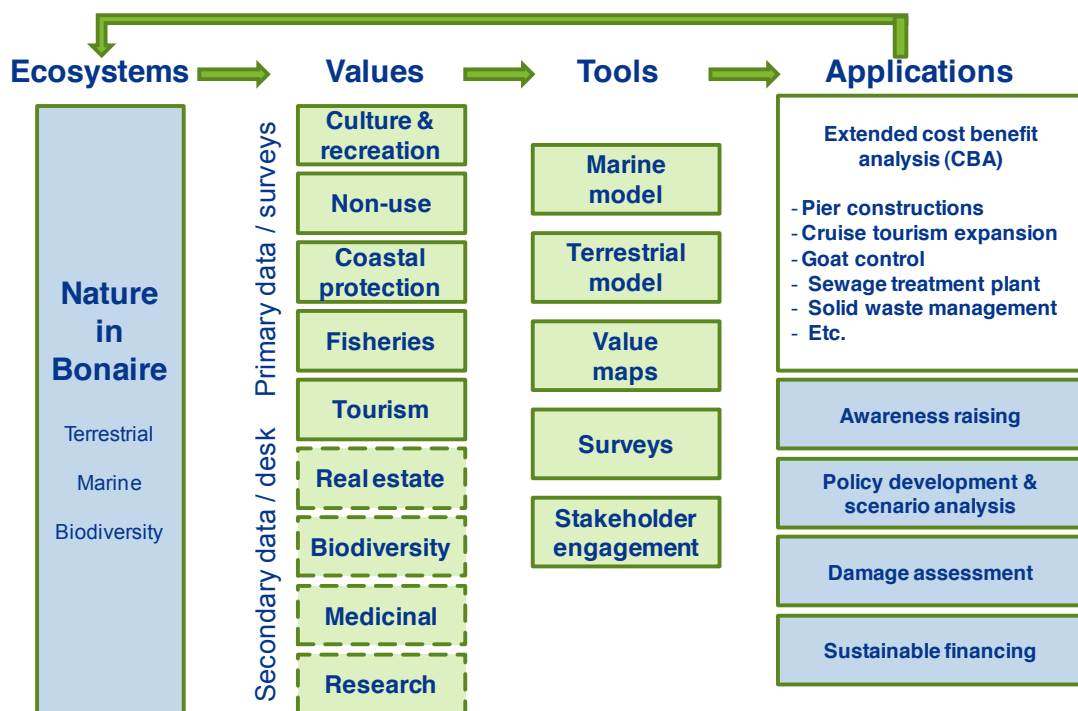 Ecosystems
Values
Tools
Applications
Nature
in
Bonaire
Terrestrial
Marine
Biodiversity
Primary data / surveys
Secondary data / desk
Culture &
recreation
Non-use
Coastal
protection
Fisheries
Tourism
Real estate
Biodiversity
Medicinal
Research
Marine
model
Terrestrial
model
Value
maps
Surveys
Stakeholder
engagement
Extended cost benefit
analysis (CBA)
- Pier constructions
- Cruise tourism expansion
- Goat control
- Sewage treatment plant
- Solid waste management
- Etc.
Awareness raising
Policy development &
scenario analysis
Damage assessment
Sustainable financing